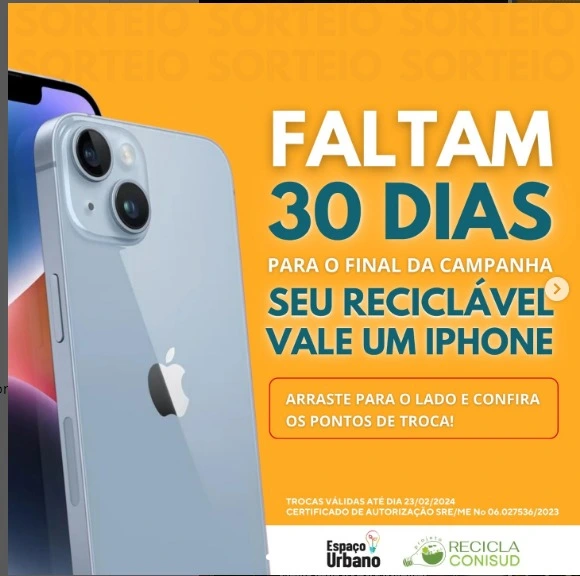 SORTEIO SORTEIO SORTEIO
SORTEIO SORTEIO SORTEIO
FALTAM
30 DIAS
PARA O FINAL DA CAMPANHA
SEU RECICLÁVEL
VALE UM IPHONE
ARRASTE PARA O LADO E CONFIRA
OS PONTOS DE TROCA!
TROCAS VÁLIDAS ATÉ DIA 23/02/2024
CERTIFICADO DE AUTORIZAÇÃO SRE/ME No 06.027536/2023
Espaço
Urbano
projeto
RECICLA
CONISUD